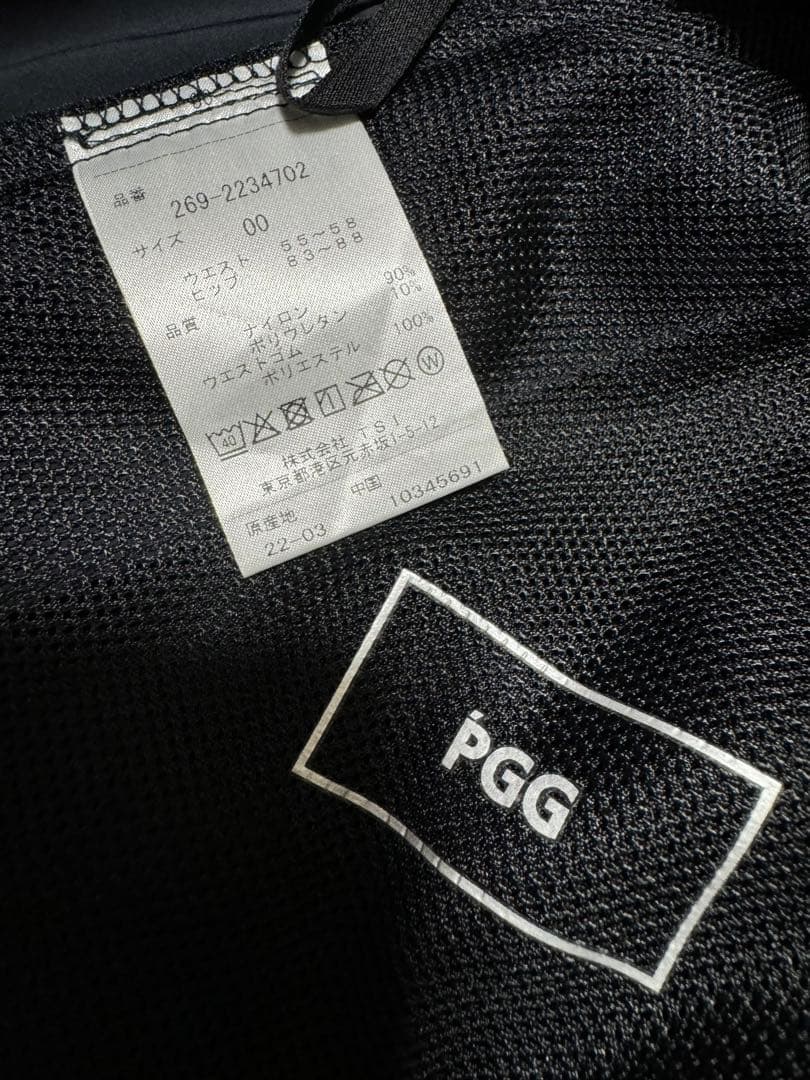 品番 269-2234702
サイズ 00
ウエスト 55〜58
ヒップ 83〜88
品質 ナイロン 90%
ポリウレタン 10%
ウエストゴム
ポリエステル 100%
40 1 W
株式会社 TSI
東京都港区元赤坂1-5-12
原産地 中国
22-03 10345691
PGG